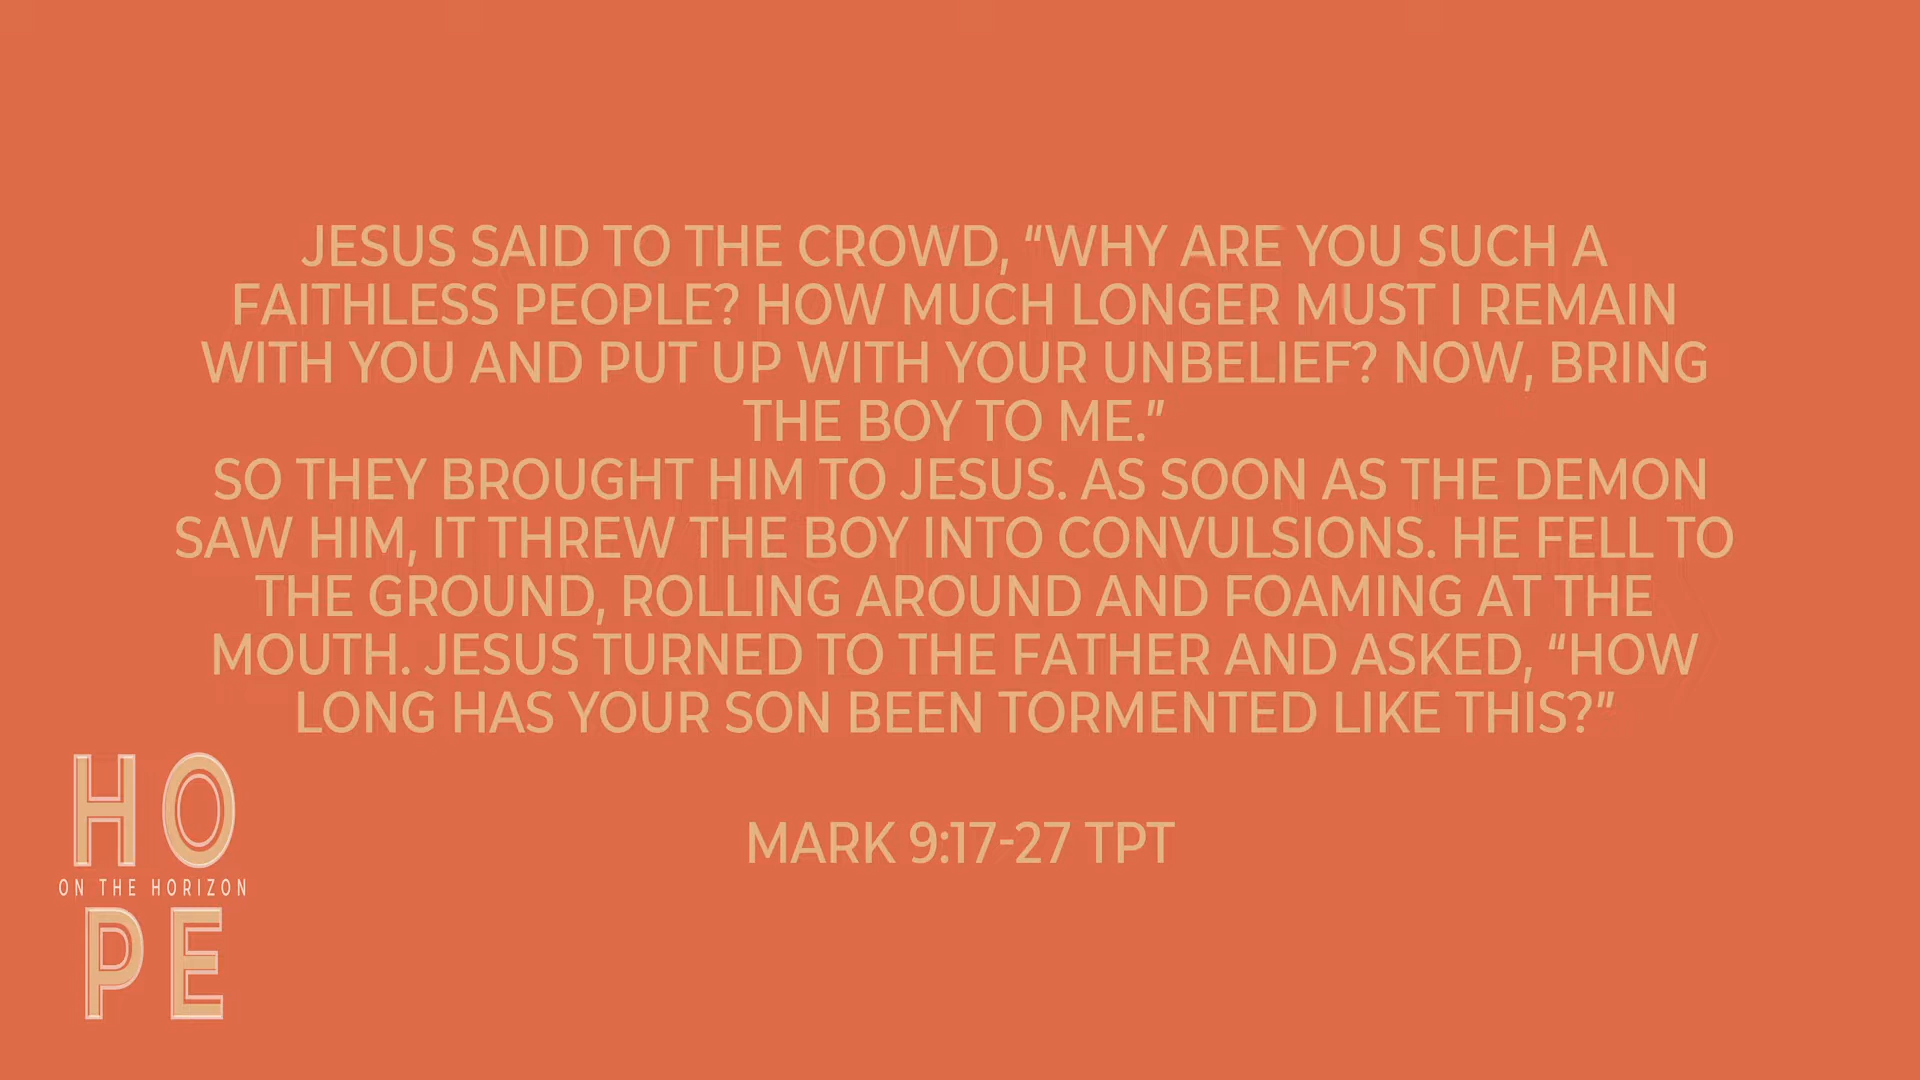 JESUS SAID TO THE CROWD, “WHY ARE YOU SUCH A
FAITHLESS PEOPLE? HOW MUCH LONGER MUST I REMAIN
WITH YOU AND PUT UP WITH YOUR UNBELIEF? NOW, BRING
THE BOY TO ME.”
SO THEY BROUGHT HIM TO JESUS. AS SOON AS THE DEMON
SAW HIM, IT THREW THE BOY INTO CONVULSIONS. HE FELL TO
THE GROUND, ROLLING AROUND AND FOAMING AT THE
MOUTH. JESUS TURNED TO THE FATHER AND ASKED, “HOW
LONG HAS YOUR SON BEEN TORMENTED LIKE THIS?”
MARK 9:17-27 TPT
HO
ON THE HORIZON
PE